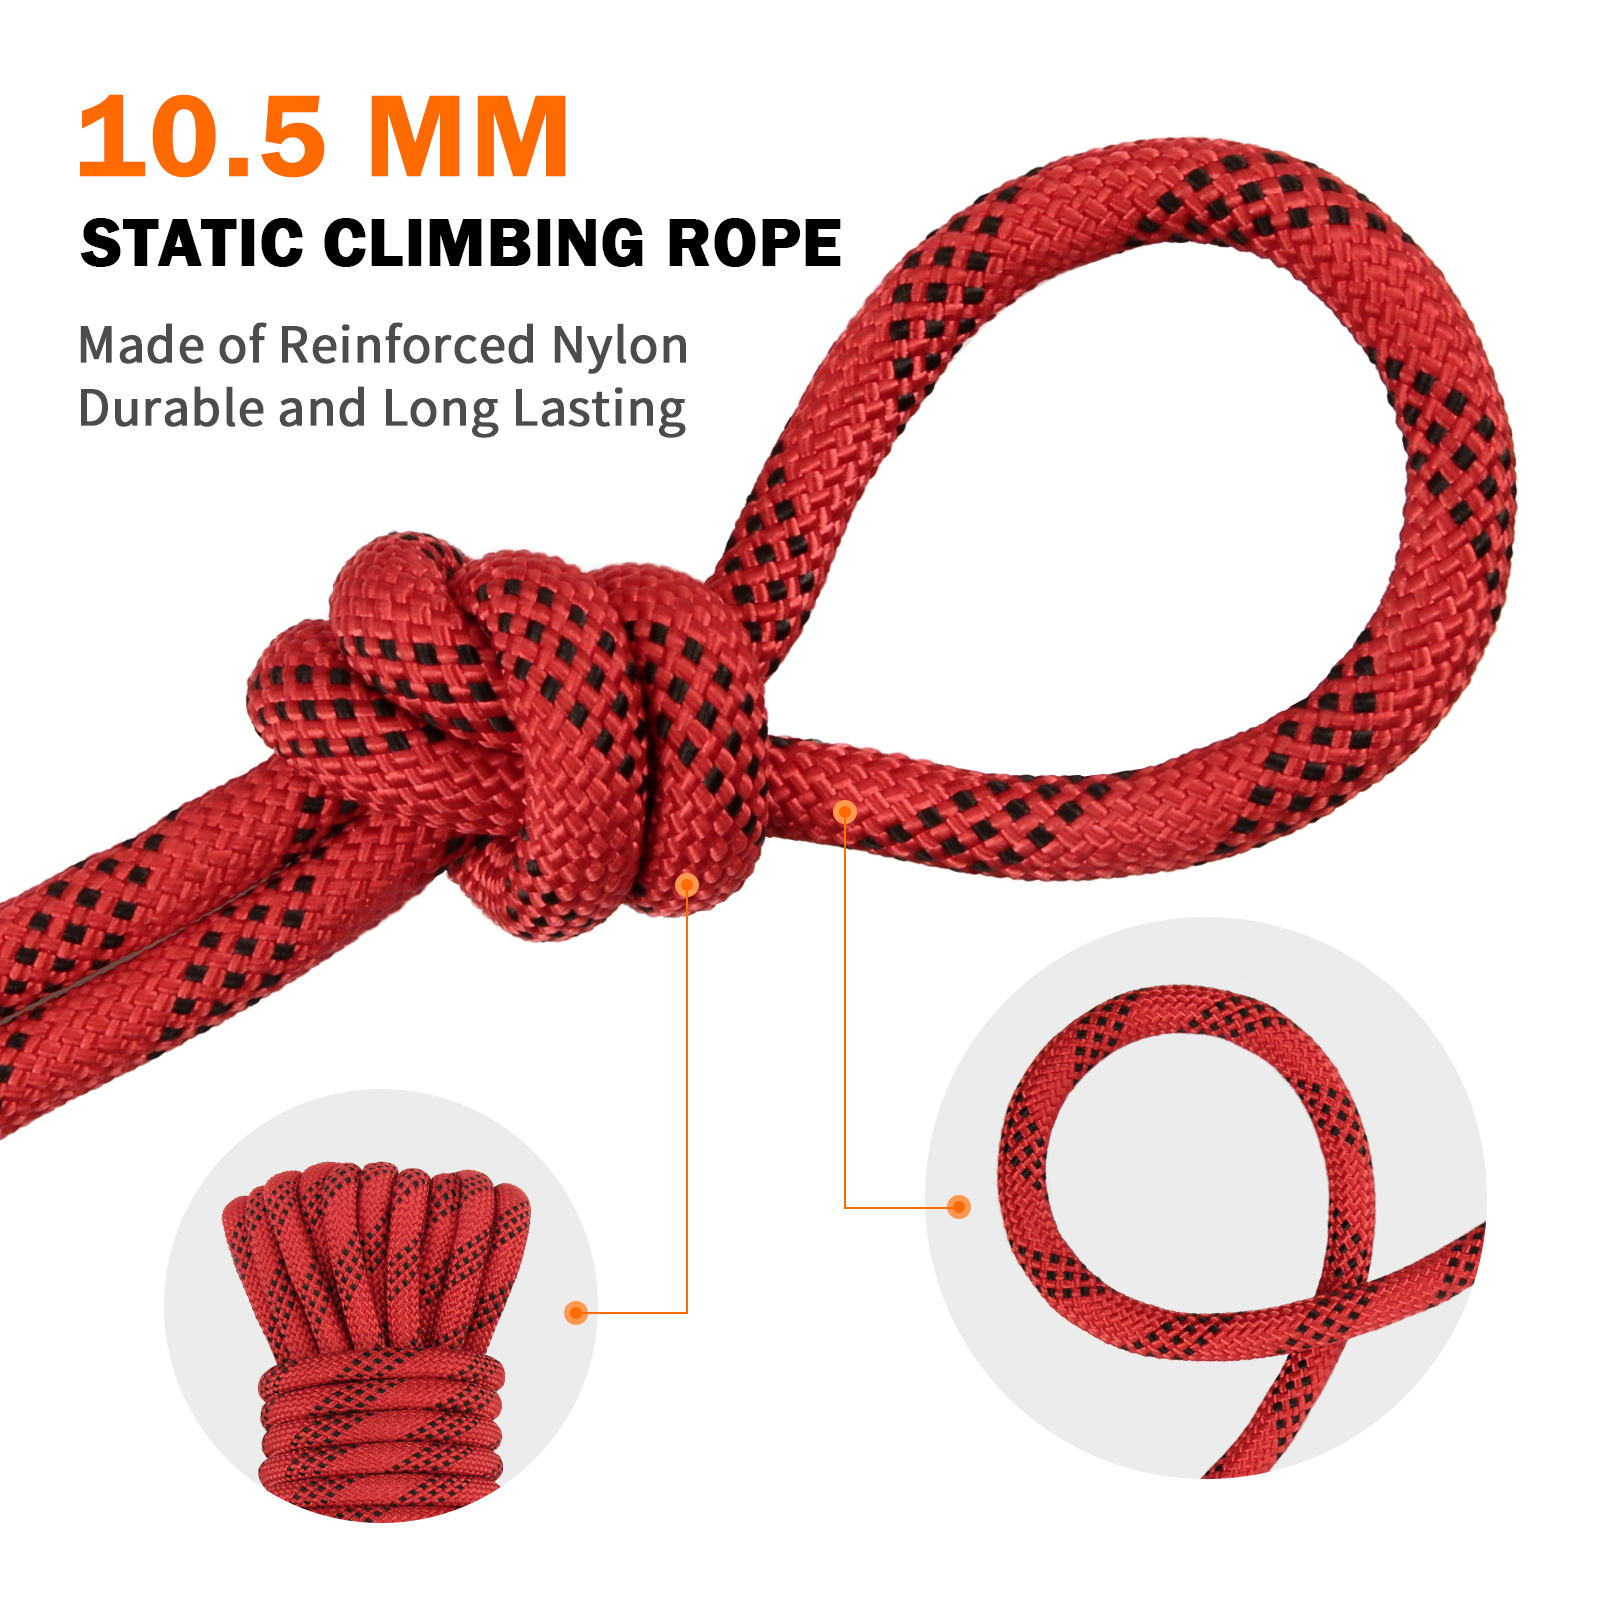 10.5 MM
STATIC CLIMBING ROPE
Made of Reinforced Nylon
Durable and Long Lasting